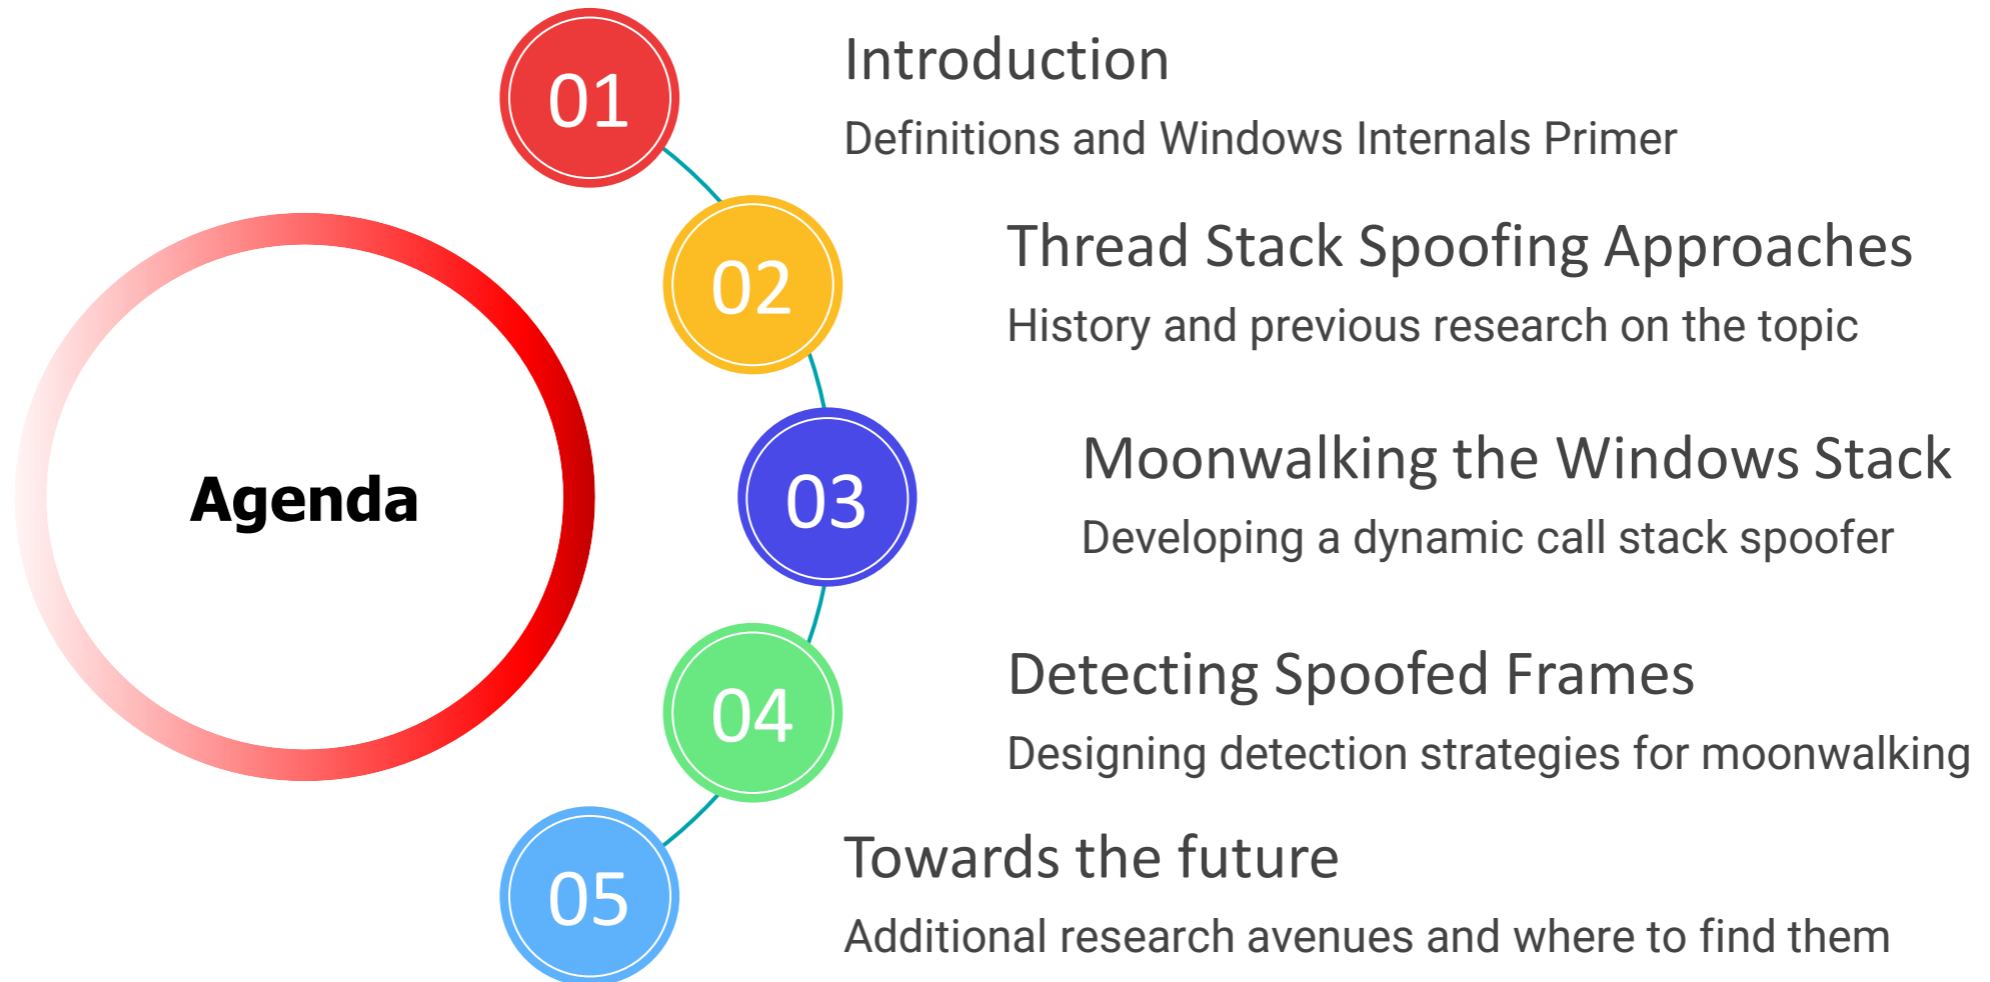 Agenda
01
Introduction
Definitions and Windows Internals Primer
02
Thread Stack Spoofing Approaches
History and previous research on the topic
03
Moonwalking the Windows Stack
Developing a dynamic call stack spoofer
04
Detecting Spoofed Frames
Designing detection strategies for moonwalking
05
Towards the future
Additional research avenues and where to find them